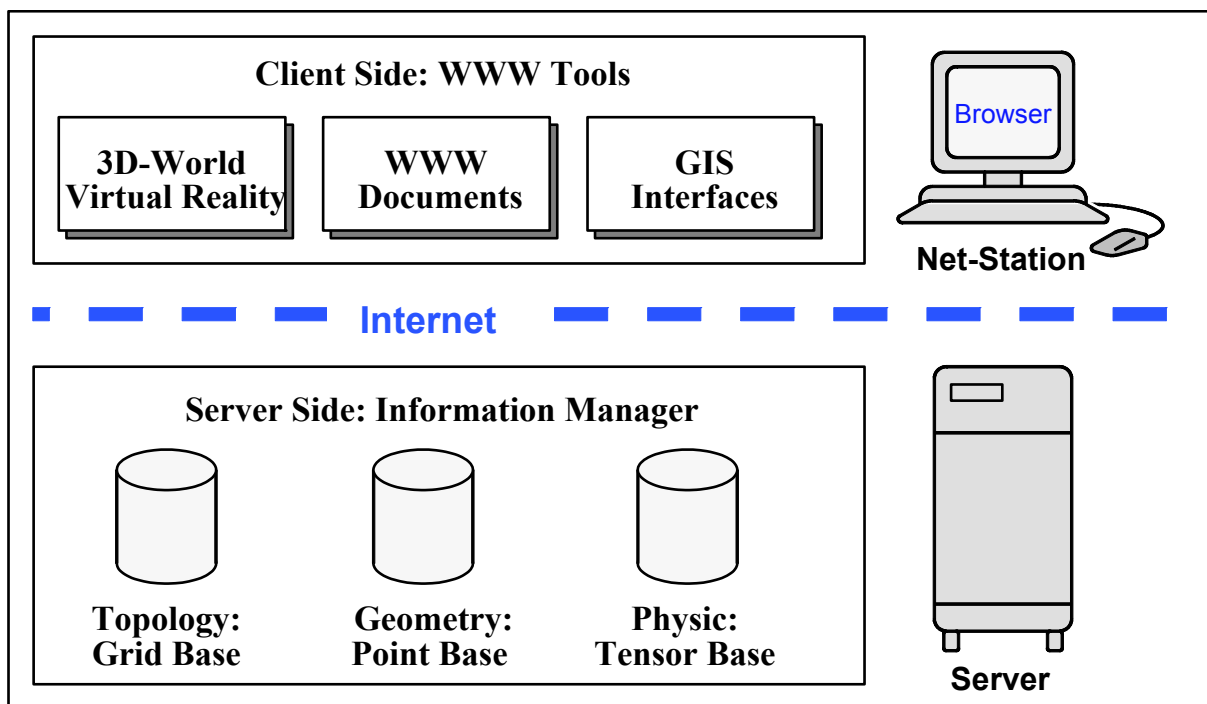 Client Side: WWW Tools
3D-World
Virtual Reality
WWW
Documents
GIS
Interfaces
Browser
Net-Station
Internet
Server Side: Information Manager
Topology:
Grid Base
Geometry:
Point Base
Physic:
Tensor Base
Server